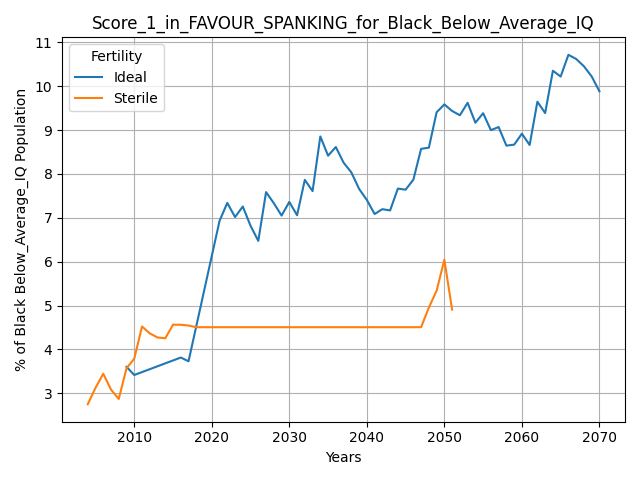 Score_1_in_FAVOUR_SPANKING_for_Black_Below_Average_IQ
% of Black Below_Average_IQ Population
11
10
9
8
7
6
5
4
3
Fertility
Ideal
Sterile
2010 2020 2030 2040 2050 2060 2070
Years